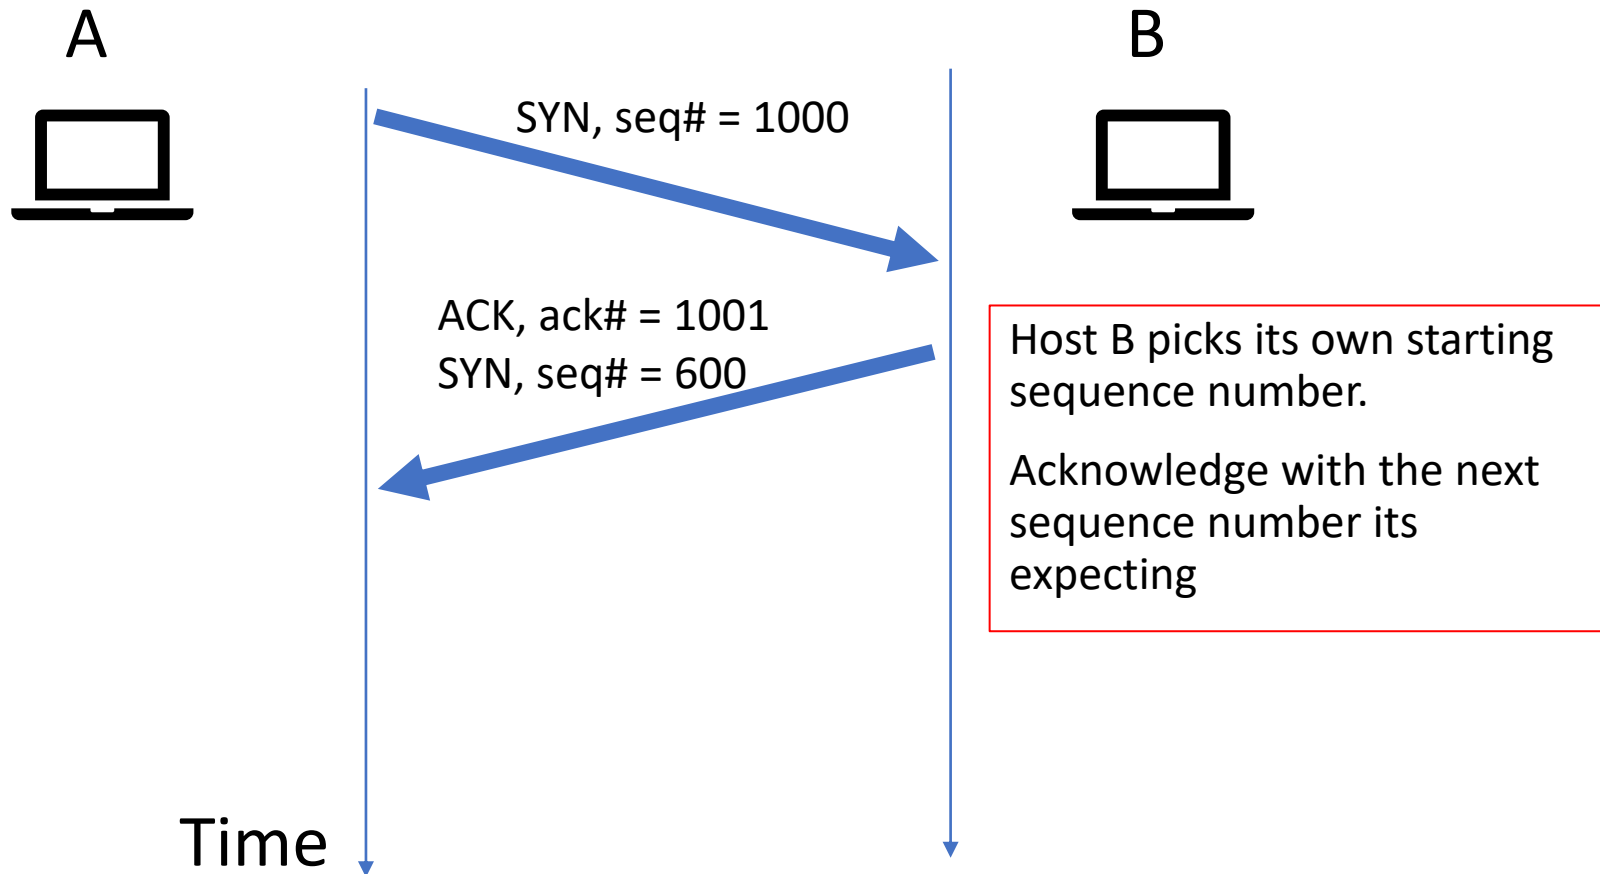 A
B
SYN, seq# = 1000
ACK, ack# = 1001
SYN, seq# = 600
Host B picks its own starting
sequence number.
Acknowledge with the next
sequence number its
expecting
Time